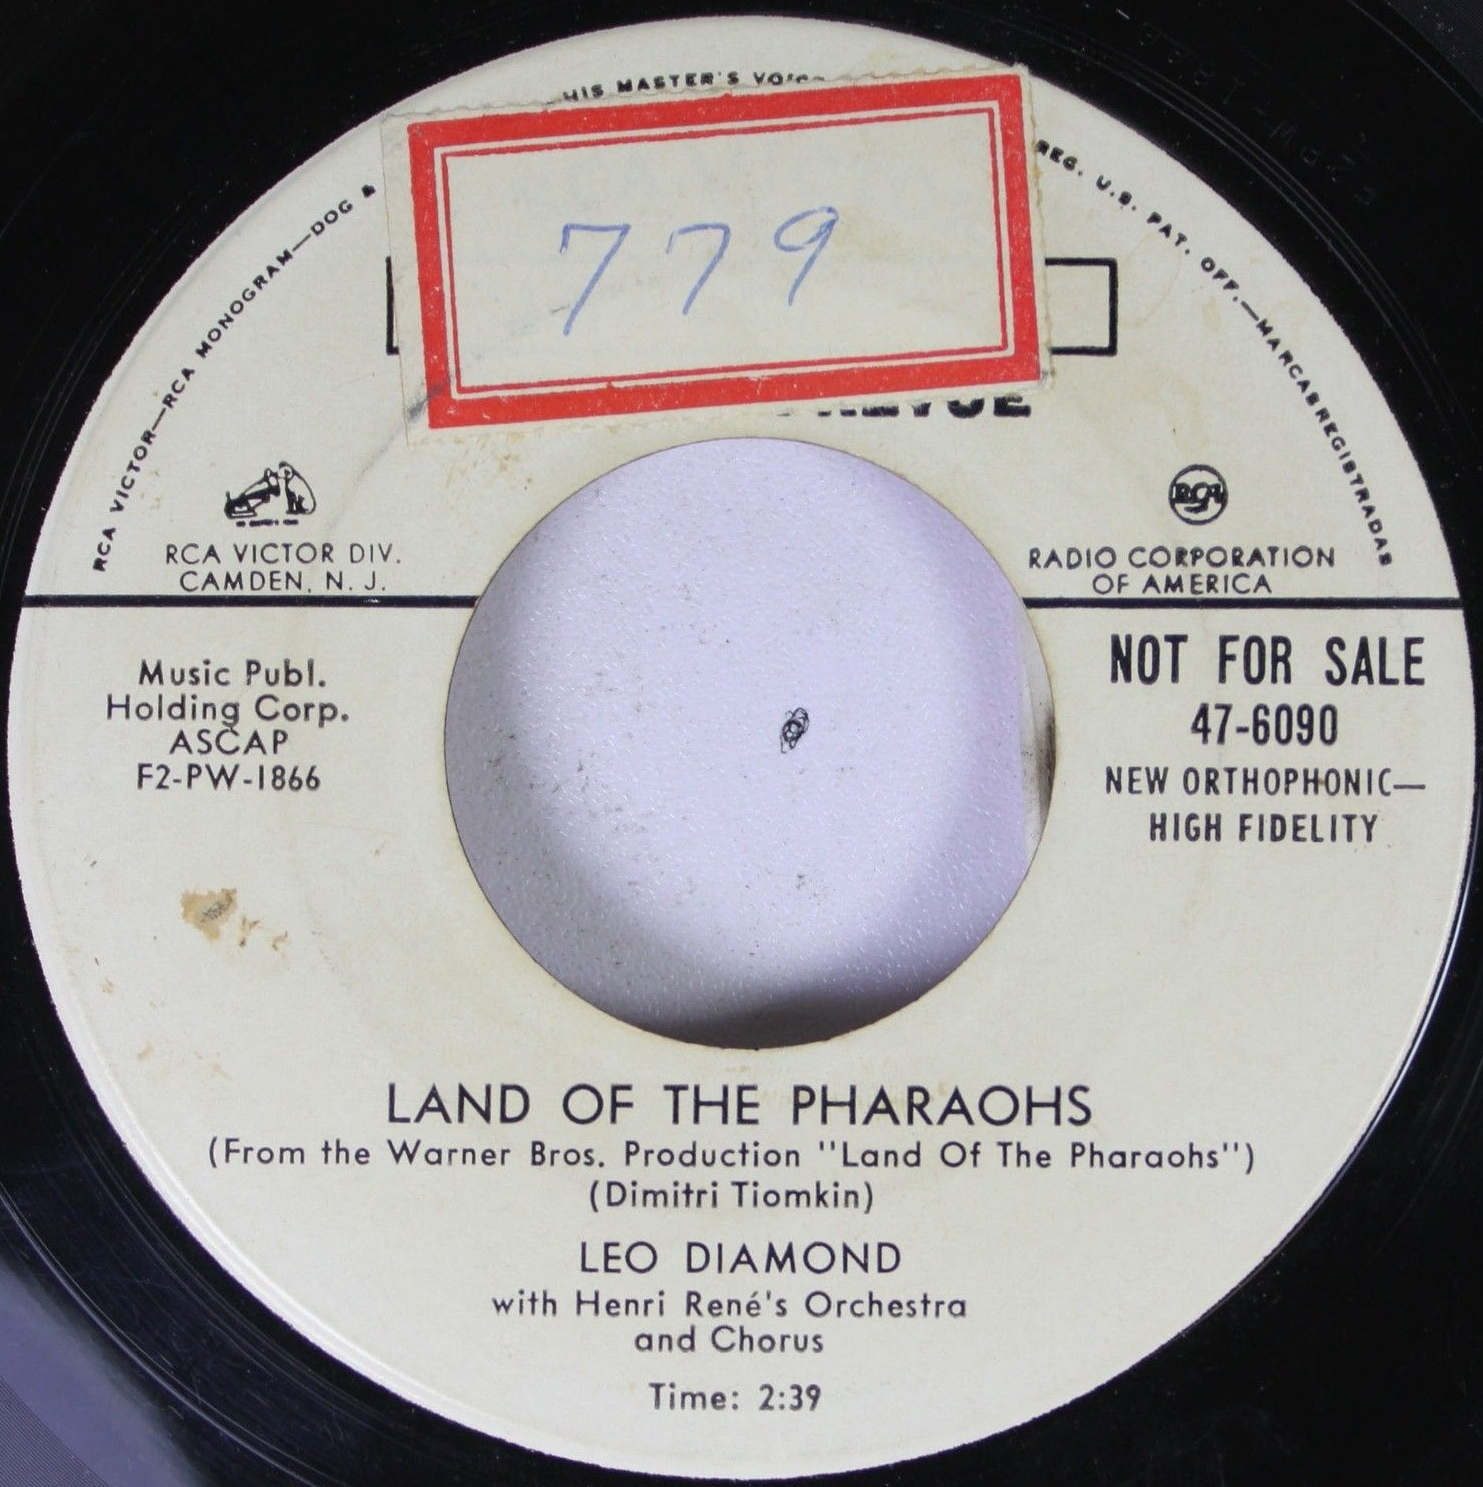 HIS MASTER'S
RCA VICTOR—RCA MONOGRAM—DOG &
REG. U.S. PAT. OFF.—MARCAS REGISTRADAS
779
RCA VICTOR DIV.
CAMDEN, N. J.
RCA
RADIO CORPORATION
OF AMERICA
Music Publ.
Holding Corp.
ASCAP
F2-PW-1866
NOT FOR SALE
47-6090
NEW ORTHOPHONIC—
HIGH FIDELITY
LAND OF THE PHARAOHS
(From the Warner Bros. Production "Land Of The Pharaohs")
(Dimitri Tiomkin)
LEO DIAMOND
with Henri René's Orchestra
and Chorus
Time: 2:39